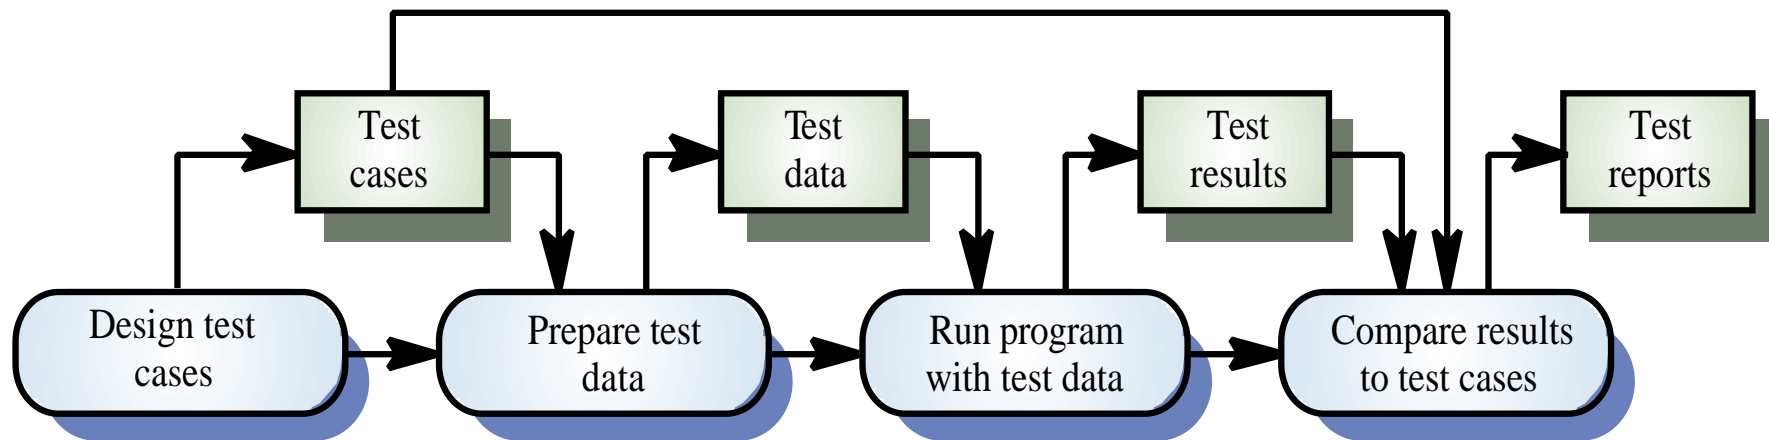 Test
cases
Test
data
Test
results
Test
reports
Design test
cases
Prepare test
data
Run program
with test data
Compare results
to test cases